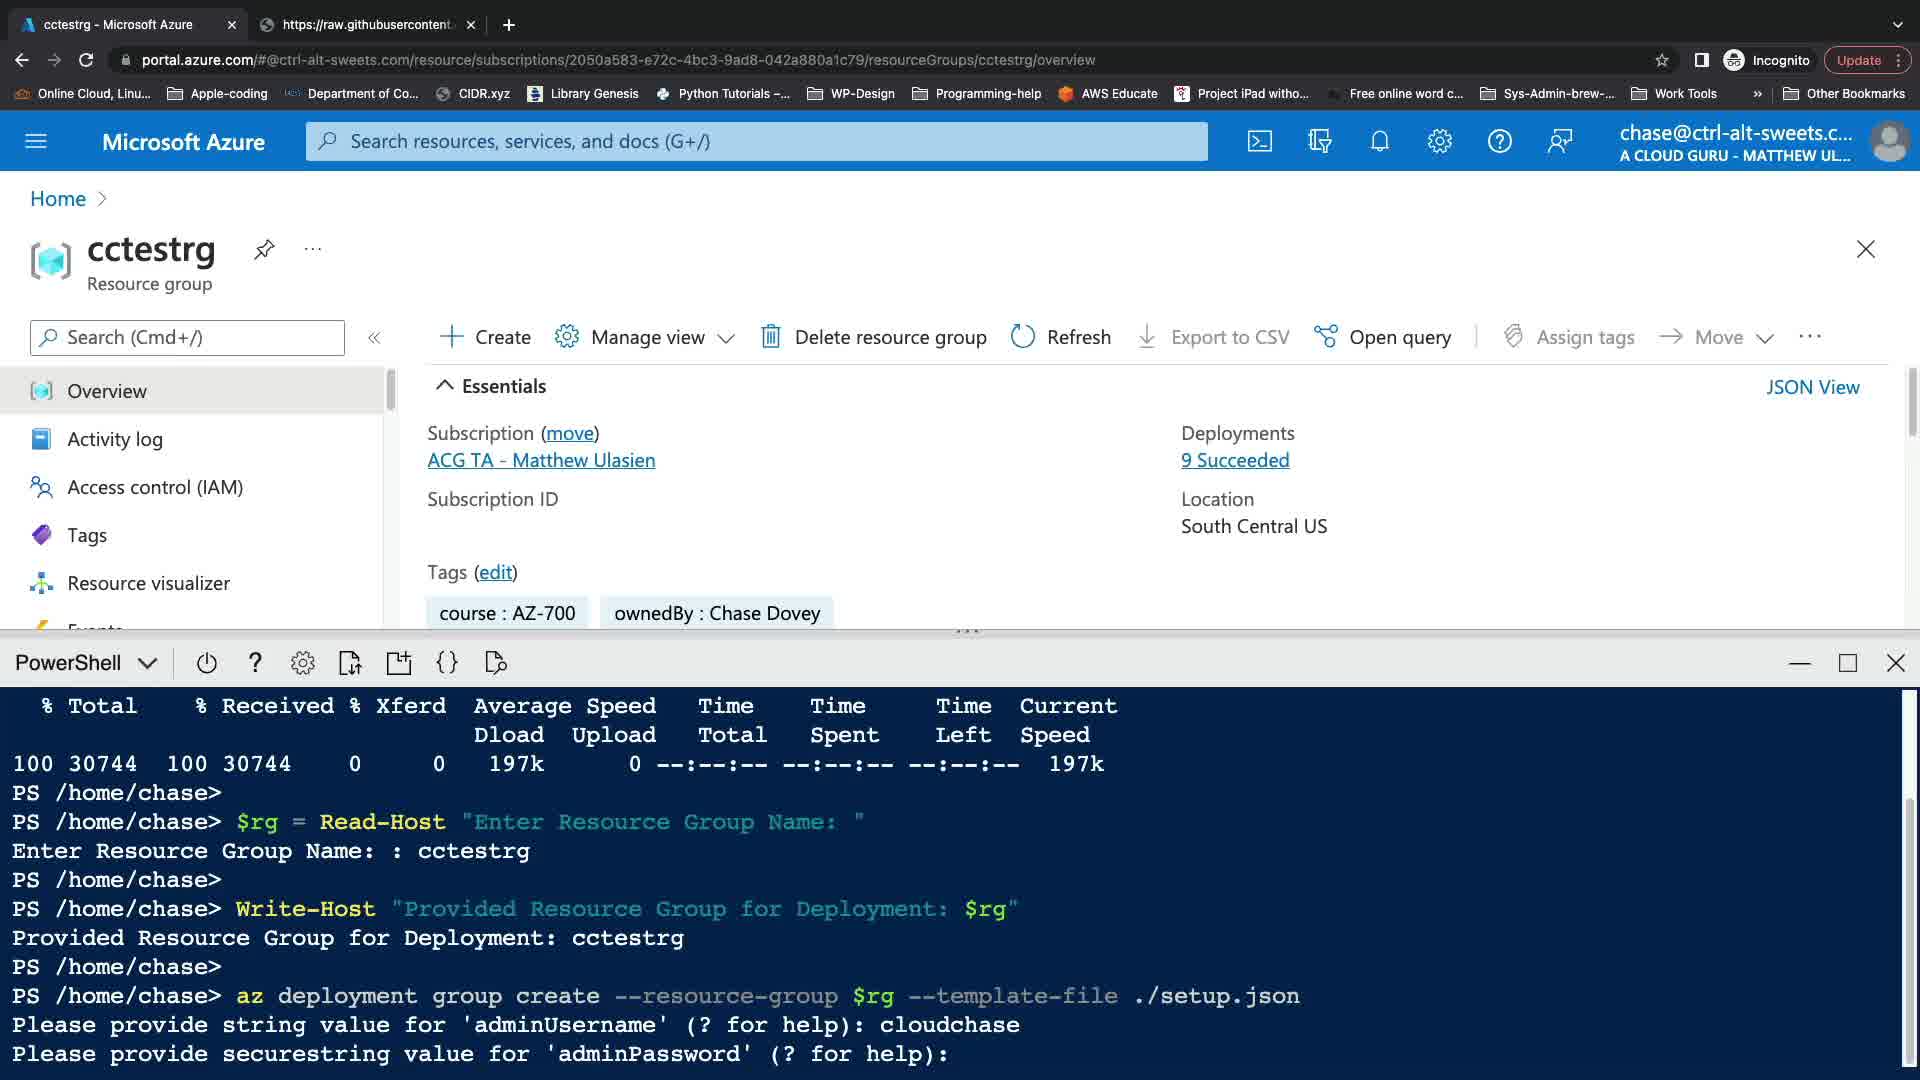 cctestrg - Microsoft Azure
https://raw.githubusercontent.
portal.azure.com/#@ctrl-alt-sweets.com/resource/subscriptions/2050a583-e72c-4bc3-9ad8-042a880a1c79/resourceGroups/cctestrg/overview
Incognito
Update
Online Cloud, Linu...
Apple-coding
Department of Co...
CIDR.xyz
Library Genesis
Python Tutorials –...
WP-Design
Programming-help
AWS Educate
Project iPad witho...
Free online word c...
Sys-Admin-brew-...
Work Tools
»
Other Bookmarks
Microsoft Azure
Search resources, services, and docs (G+/)
chase@ctrl-alt-sweets.c...
A CLOUD GURU - MATTHEW UL...
Home
cctestrg
...
Resource group
Search (Cmd+/)
«
Create
Manage view
Delete resource group
Refresh
Export to CSV
Open query
Assign tags
Move
...
Overview
Activity log
Access control (IAM)
Tags
Resource visualizer
Events
Essentials
JSON View
Subscription (move)
ACG TA - Matthew Ulasien
Subscription ID
Deployments
9 Succeeded
Location
South Central US
Tags (edit)
course : AZ-700
ownedBy : Chase Dovey
PowerShell
?
{}
% Total    % Received % Xferd  Average Speed   Time    Time     Time  Current
Dload  Upload   Total   Spent    Left  Speed
100 30744  100 30744    0     0   197k      0 --:--:-- --:--:-- --:--:--  197k
PS /home/chase>
PS /home/chase> $rg = Read-Host "Enter Resource Group Name: "
Enter Resource Group Name: : cctestrg
PS /home/chase>
PS /home/chase> Write-Host "Provided Resource Group for Deployment: $rg"
Provided Resource Group for Deployment: cctestrg
PS /home/chase>
PS /home/chase> az deployment group create --resource-group $rg --template-file ./setup.json
Please provide string value for 'adminUsername' (? for help): cloudchase
Please provide securestring value for 'adminPassword' (? for help):